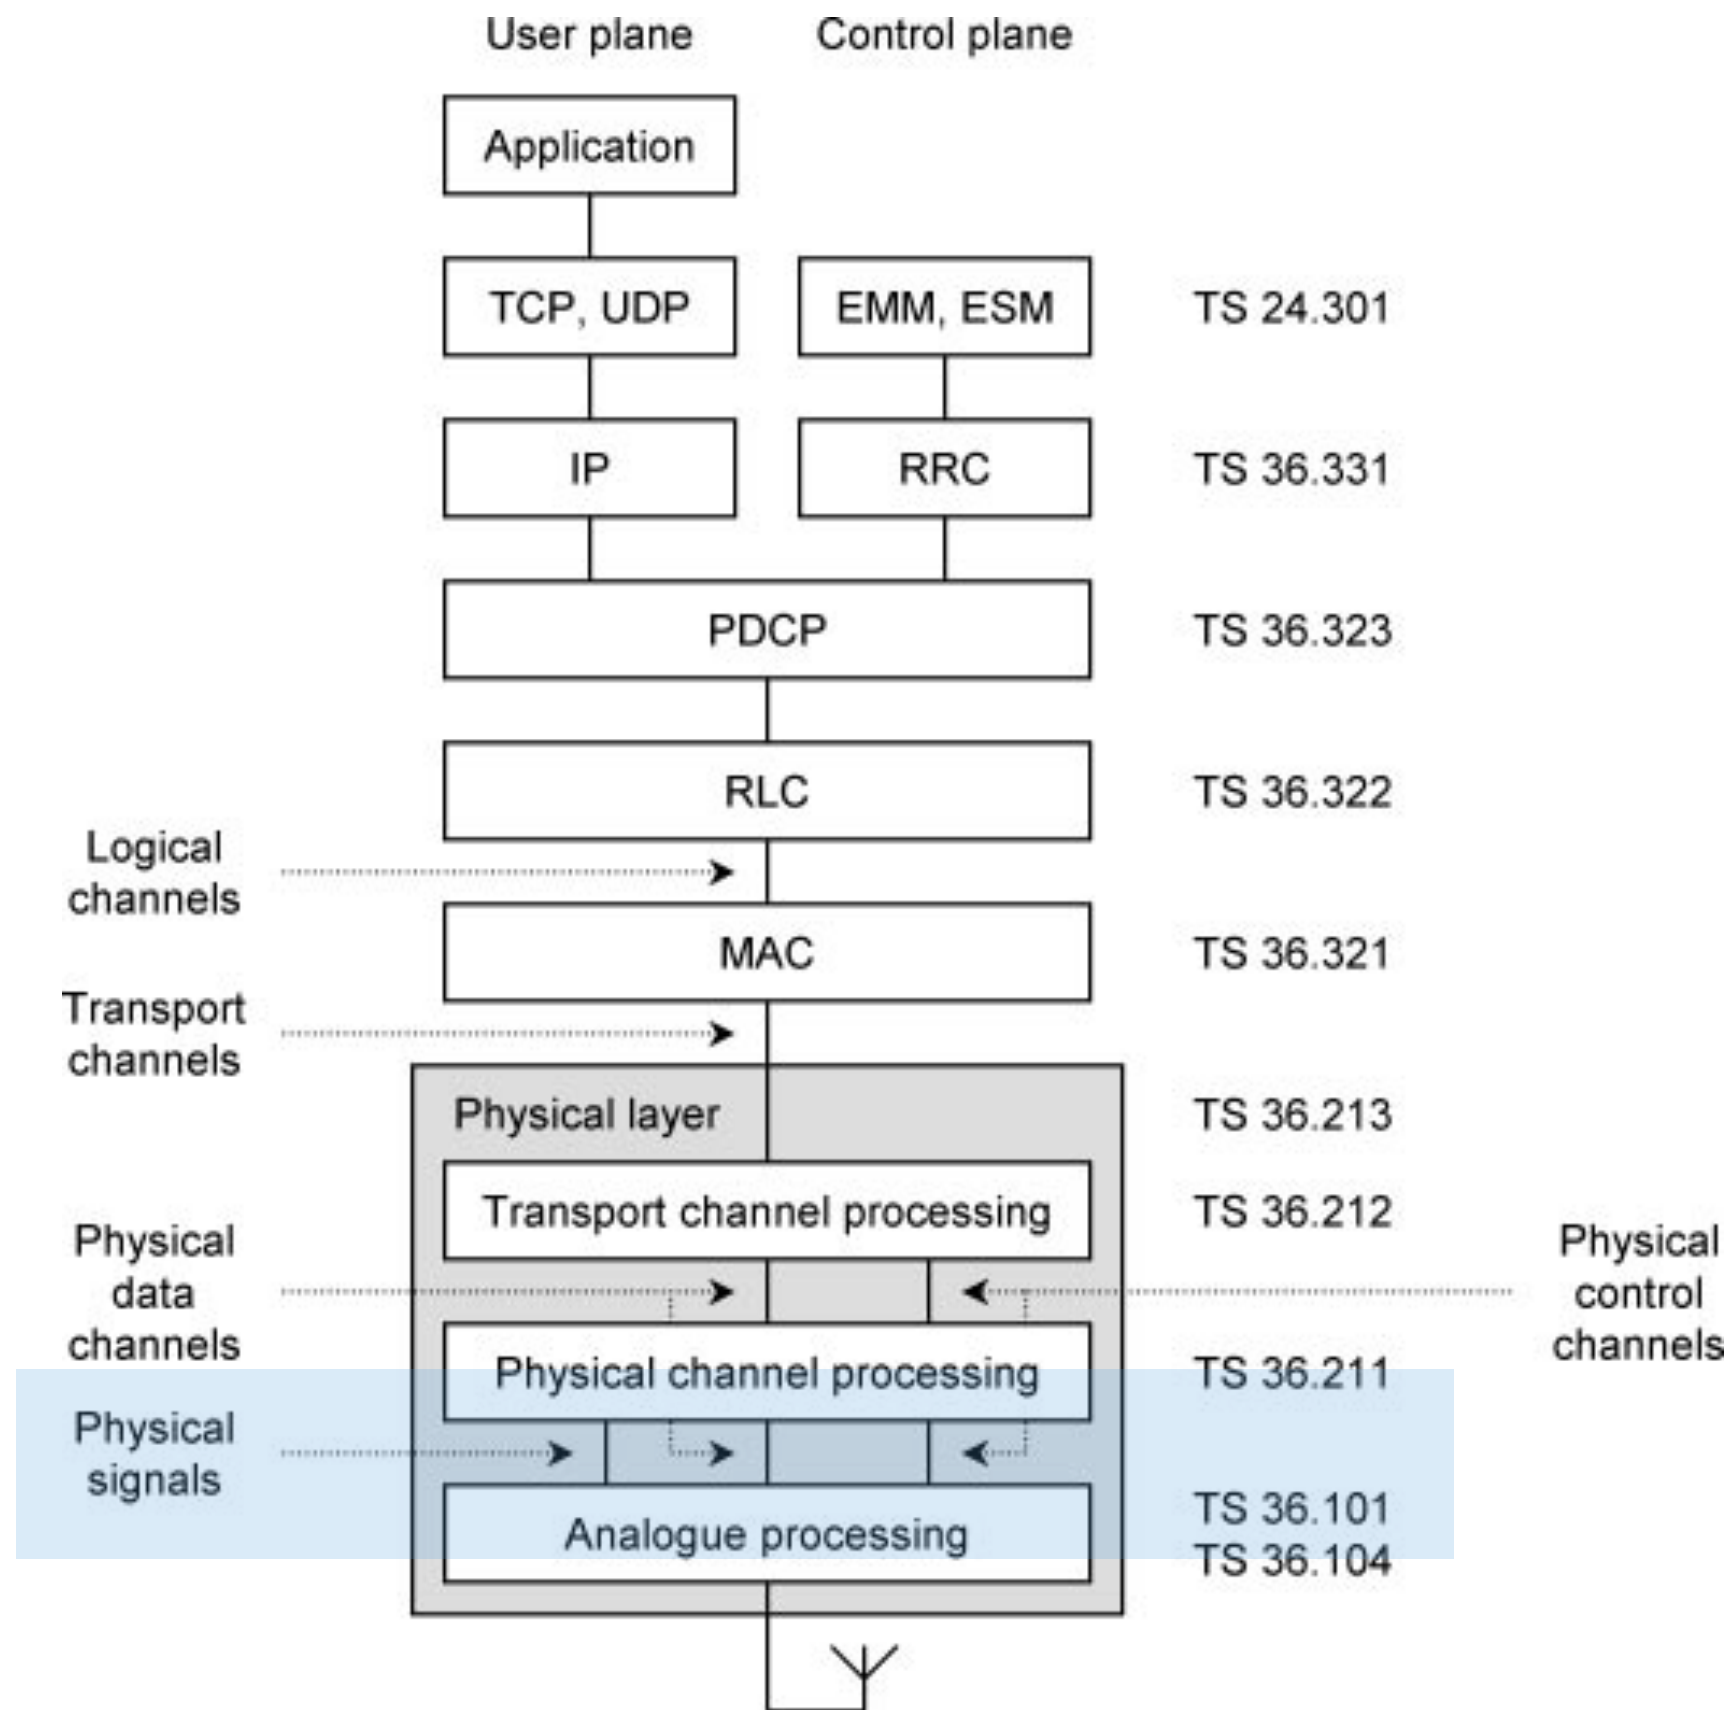 User plane
Control plane
Application
TCP, UDP
EMM, ESM
TS 24.301
IP
RRC
TS 36.331
PDCP
TS 36.323
RLC
TS 36.322
Logical
channels
MAC
TS 36.321
Transport
channels
Physical layer
TS 36.213
Transport channel processing
TS 36.212
Physical
data
channels
Physical
control
channels
Physical channel processing
TS 36.211
Physical
signals
Analogue processing
TS 36.101
TS 36.104